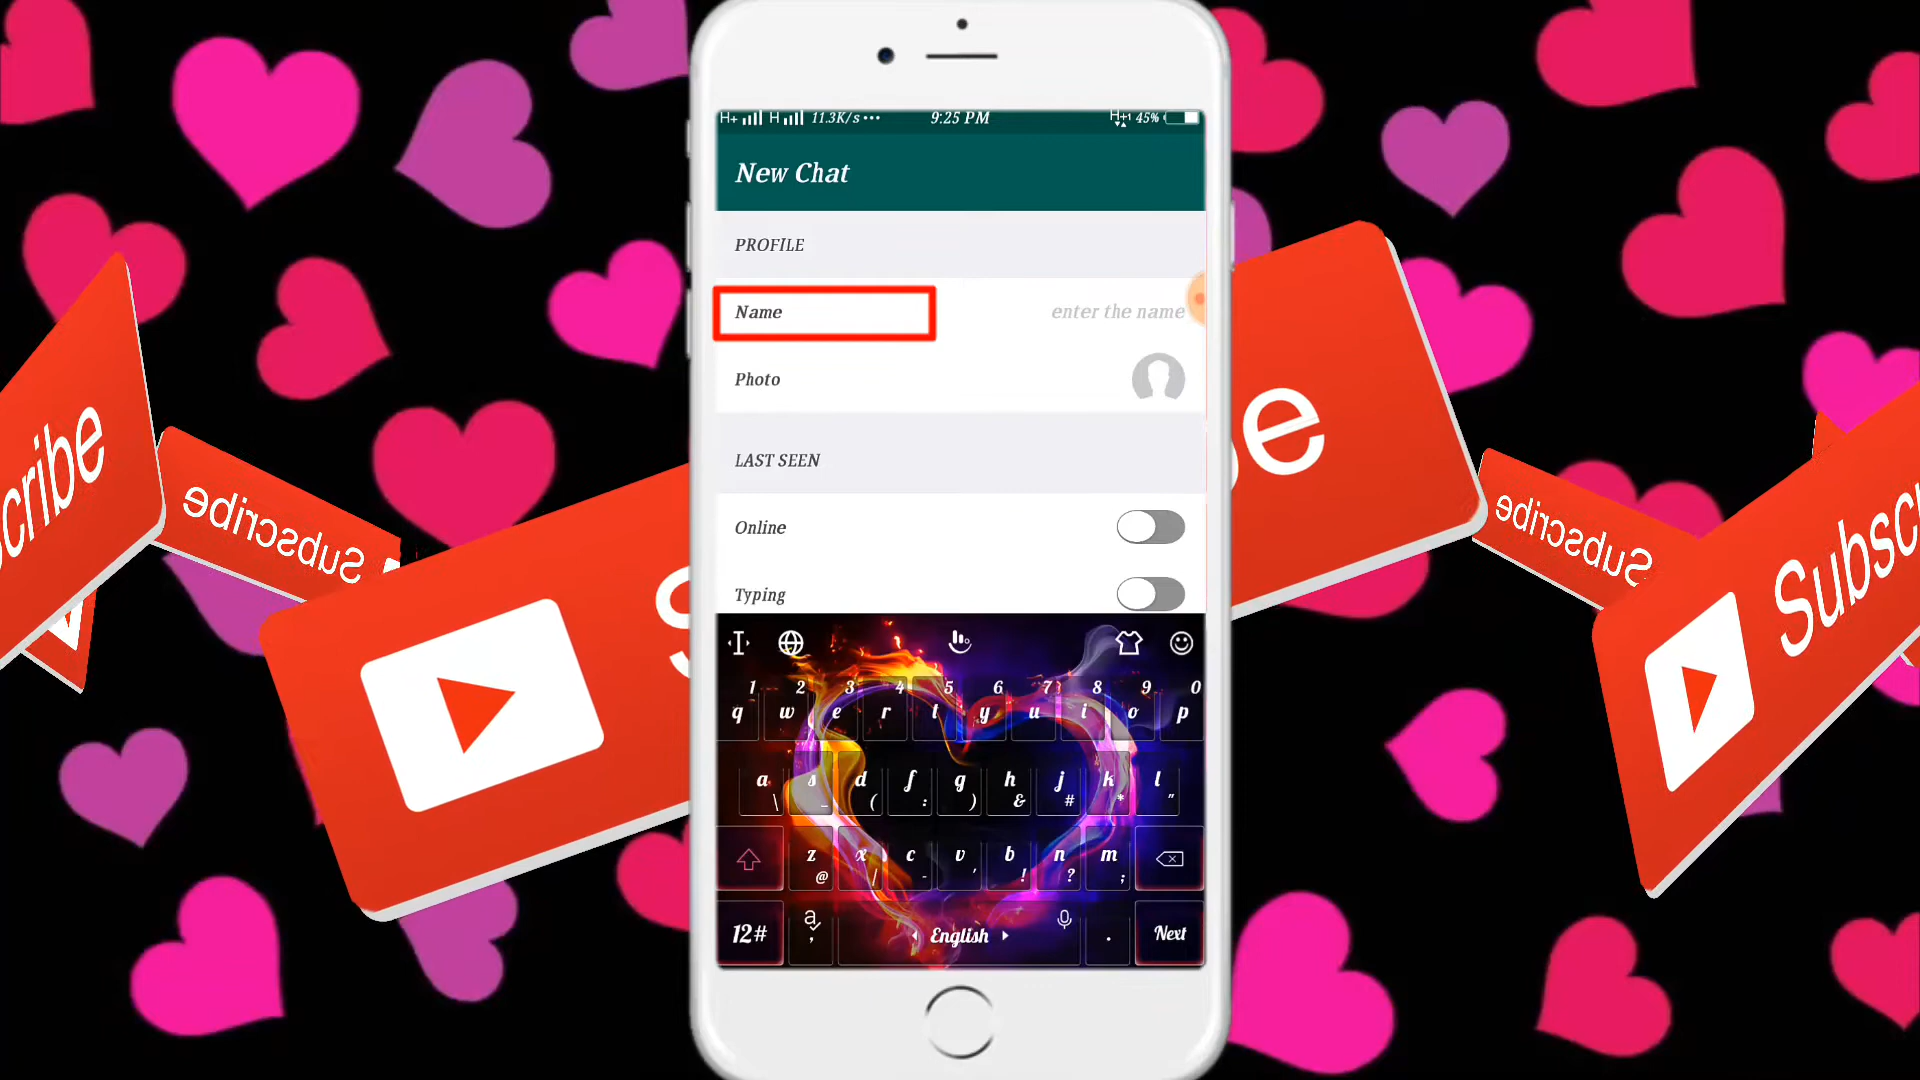 H+ H 11.3K/s ··· 9:25 PM H+1 45%
New Chat
PROFILE
Name enter the name
Photo
LAST SEEN
Online
Typing
1 2 3 4 5 6 7 8 9 0
q w e r t y u i o p
a s d f g h j k l
\ _ ( : ) & # * "
z x c v b n m
@ / - ' ! ? ;
12# a , English . Next
cribe
Subscribe
S
e
Subscribe
Subsc